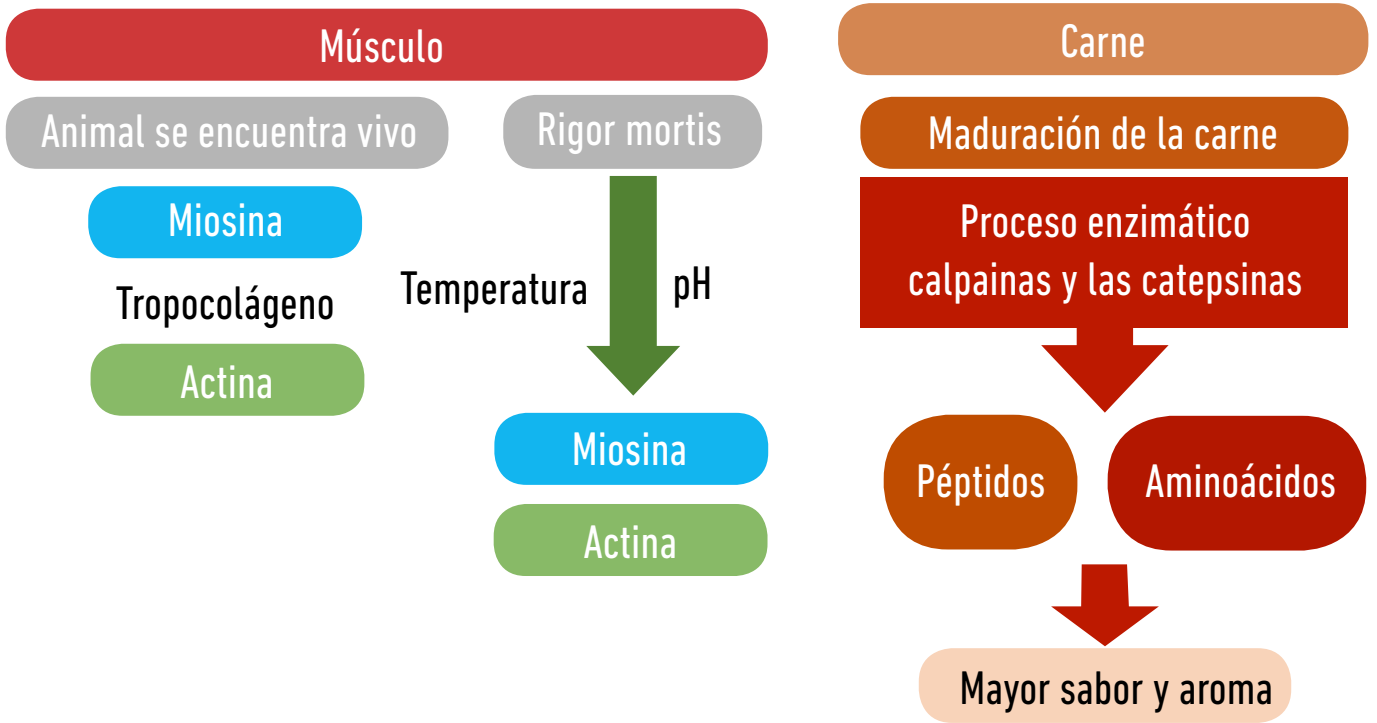 Músculo
Animal se encuentra vivo
Miosina
Tropocolágeno
Actina
Rigor mortis
Temperatura
pH
Miosina
Actina
Carne
Maduración de la carne
Proceso enzimático
calpainas y las catepsinas
Péptidos
Aminoácidos
Mayor sabor y aroma